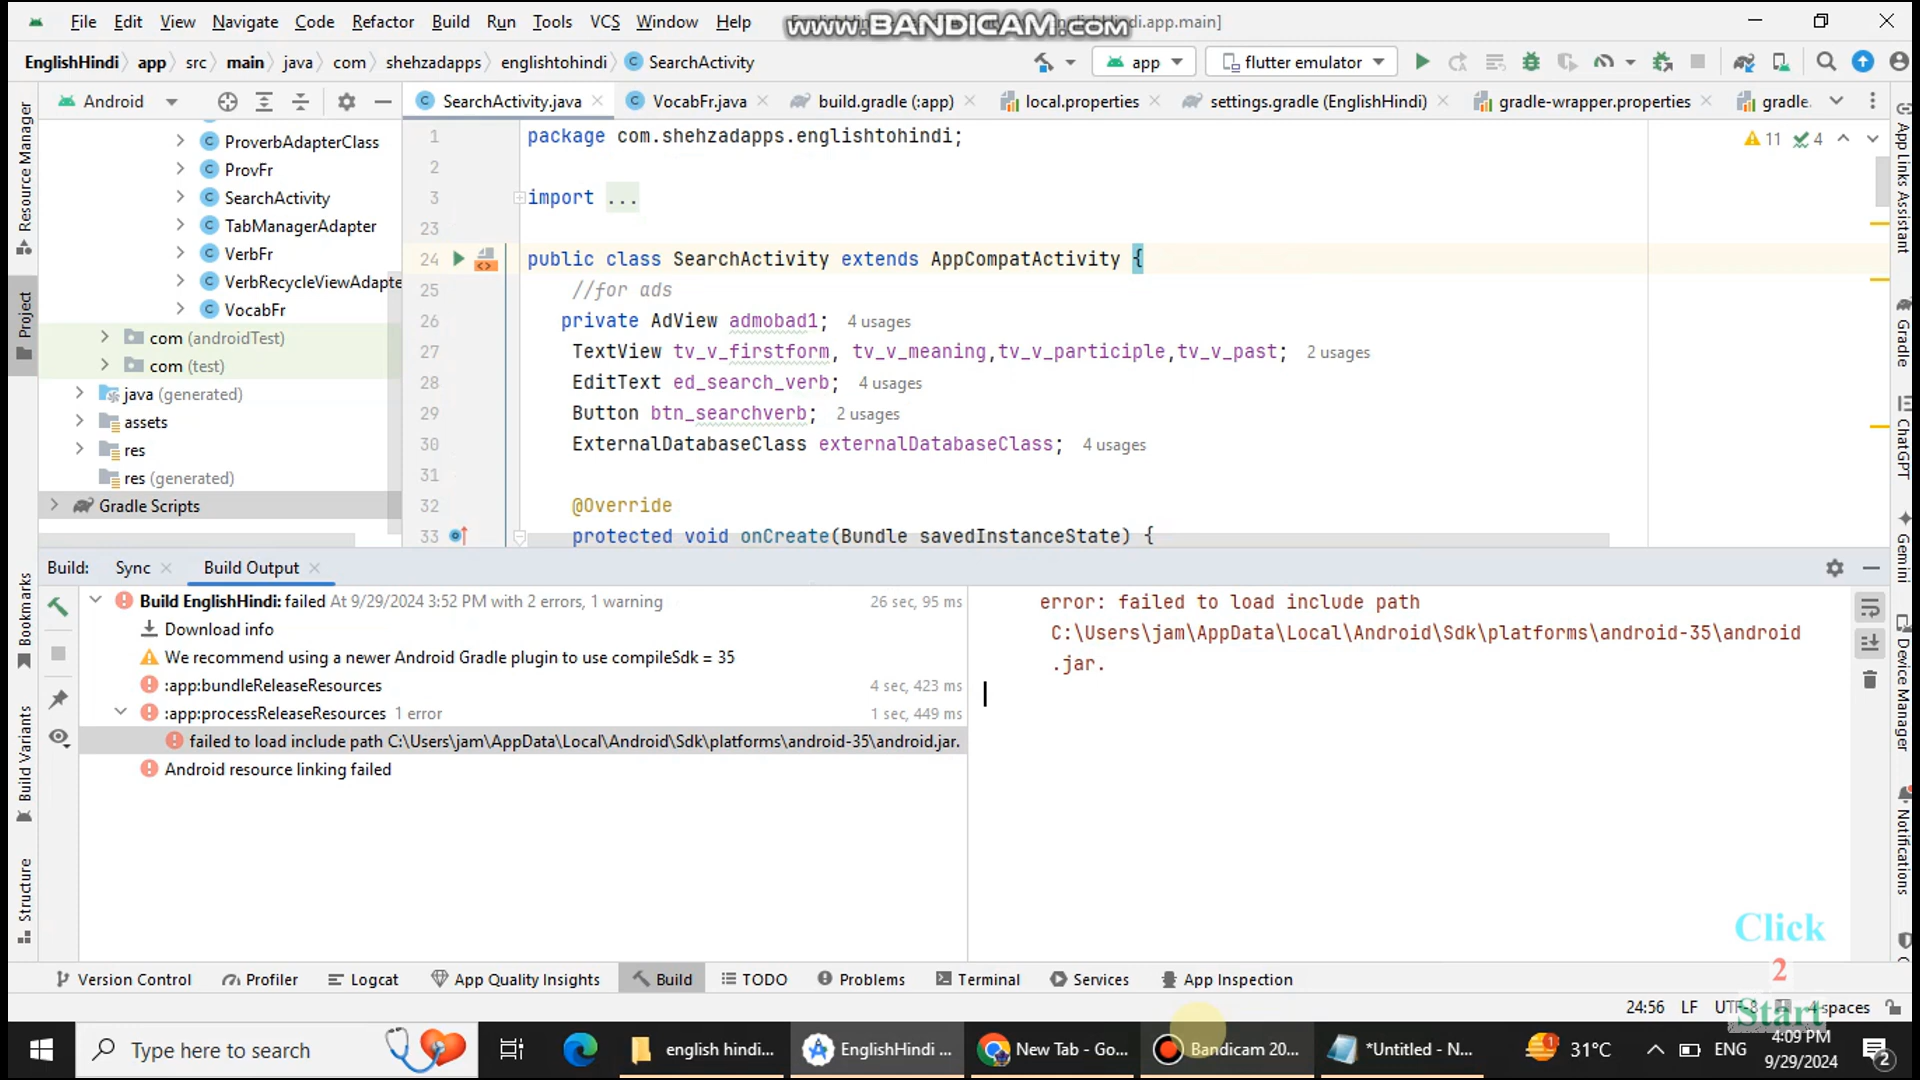 File Edit View Navigate Code Refactor Build Run Tools VCS Window Help
www.BANDICAM.com
EnglishHindi app src main java com shehzadapps englishtohindi SearchActivity
app flutter emulator
Android
SearchActivity.java VocabFr.java build.gradle (:app) local.properties settings.gradle (EnglishHindi) gradle-wrapper.properties gradle.
Resource Manager
Project
Bookmarks
Build Variants
Structure
ProverbAdapterClass
ProvFr
SearchActivity
TabManagerAdapter
VerbFr
VerbRecycleViewAdapte
VocabFr
com (androidTest)
com (test)
java (generated)
assets
res
res (generated)
Gradle Scripts
1 package com.shehzadapps.englishtohindi;
2
3 import ...
23
24 public class SearchActivity extends AppCompatActivity {
25 //for ads
26 private AdView admobad1; 4 usages
27 TextView tv_v_firstform, tv_v_meaning,tv_v_participle,tv_v_past; 2 usages
28 EditText ed_search_verb; 4 usages
29 Button btn_searchverb; 2 usages
30 ExternalDatabaseClass externalDatabaseClass; 4 usages
31
32 @Override
33 protected void onCreate(Bundle savedInstanceState) {
11 4
App Links Assistant
Gradle
ChatGPT
Gemini
Device Manager
Notifications
Build: Sync Build Output
Build EnglishHindi: failed At 9/29/2024 3:52 PM with 2 errors, 1 warning 26 sec, 95 ms
Download info
We recommend using a newer Android Gradle plugin to use compileSdk = 35
:app:bundleReleaseResources 4 sec, 423 ms
:app:processReleaseResources 1 error 1 sec, 449 ms
failed to load include path C:\Users\jam\AppData\Local\Android\Sdk\platforms\android-35\android.jar.
Android resource linking failed
error: failed to load include path
C:\Users\jam\AppData\Local\Android\Sdk\platforms\android-35\android
.jar.
Click
2
Start
Version Control Profiler Logcat App Quality Insights Build TODO Problems Terminal Services App Inspection
24:56 LF UTF-8 4 spaces
Type here to search
english hindi...
EnglishHindi ...
New Tab - Go...
Bandicam 20...
*Untitled - N...
1
31°C
ENG
4:09 PM
9/29/2024
2